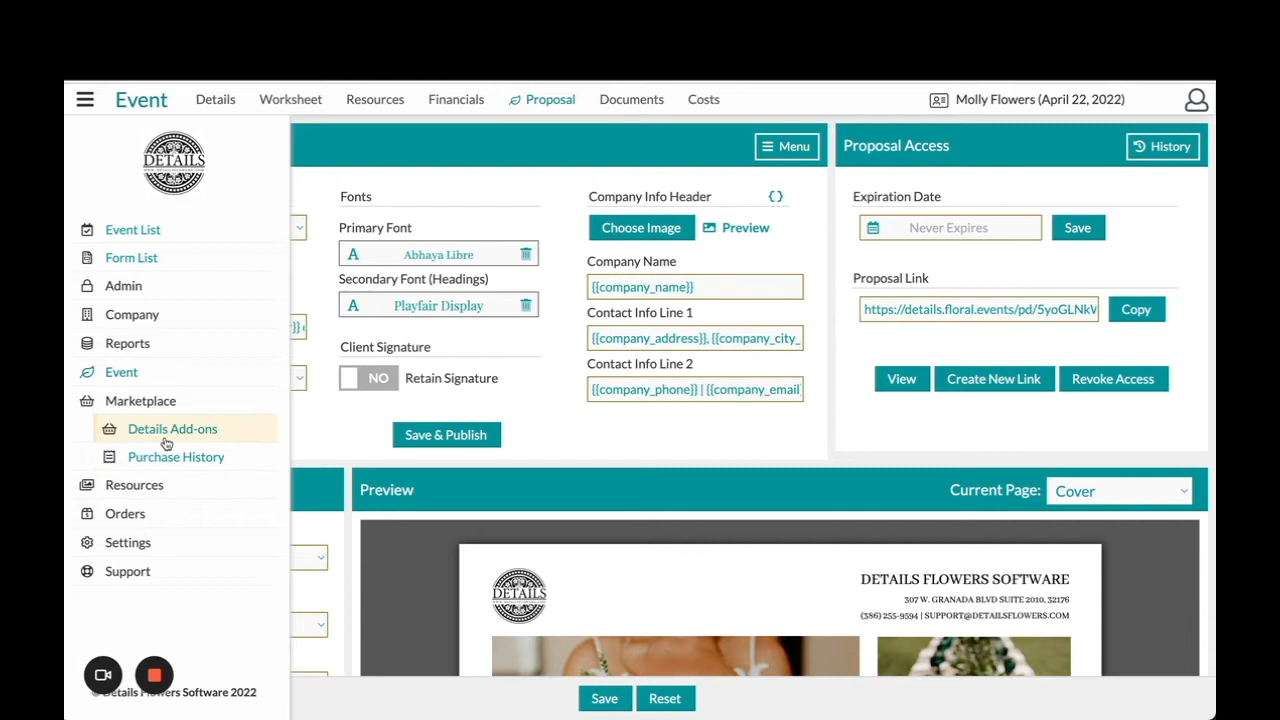 Event
Details
Worksheet
Resources
Financials
Proposal
Documents
Costs
Molly Flowers (April 22, 2022)
DETAILS
Event List
Form List
Admin
Company
Reports
Event
Marketplace
Details Add-ons
Purchase History
Resources
Orders
Settings
Support
© Details Flowers Software 2022
Menu
Fonts
Primary Font
A Abhaya Libre
Secondary Font (Headings)
A Playfair Display
Client Signature
NO Retain Signature
Save & Publish
Company Info Header {}
Choose Image Preview
Company Name
{{company_name}}
Contact Info Line 1
{{company_address}}, {{company_city_
Contact Info Line 2
{{company_phone}} | {{company_email}
Proposal Access
History
Expiration Date
Never Expires Save
Proposal Link
https://details.floral.events/pd/5yoGLNkV Copy
View Create New Link Revoke Access
Preview
Current Page: Cover
DETAILS
DETAILS FLOWERS SOFTWARE
307 W. GRANADA BLVD SUITE 2010, 32176
(386) 255-9594 | SUPPORT@DETAILSFLOWERS.COM
Save Reset